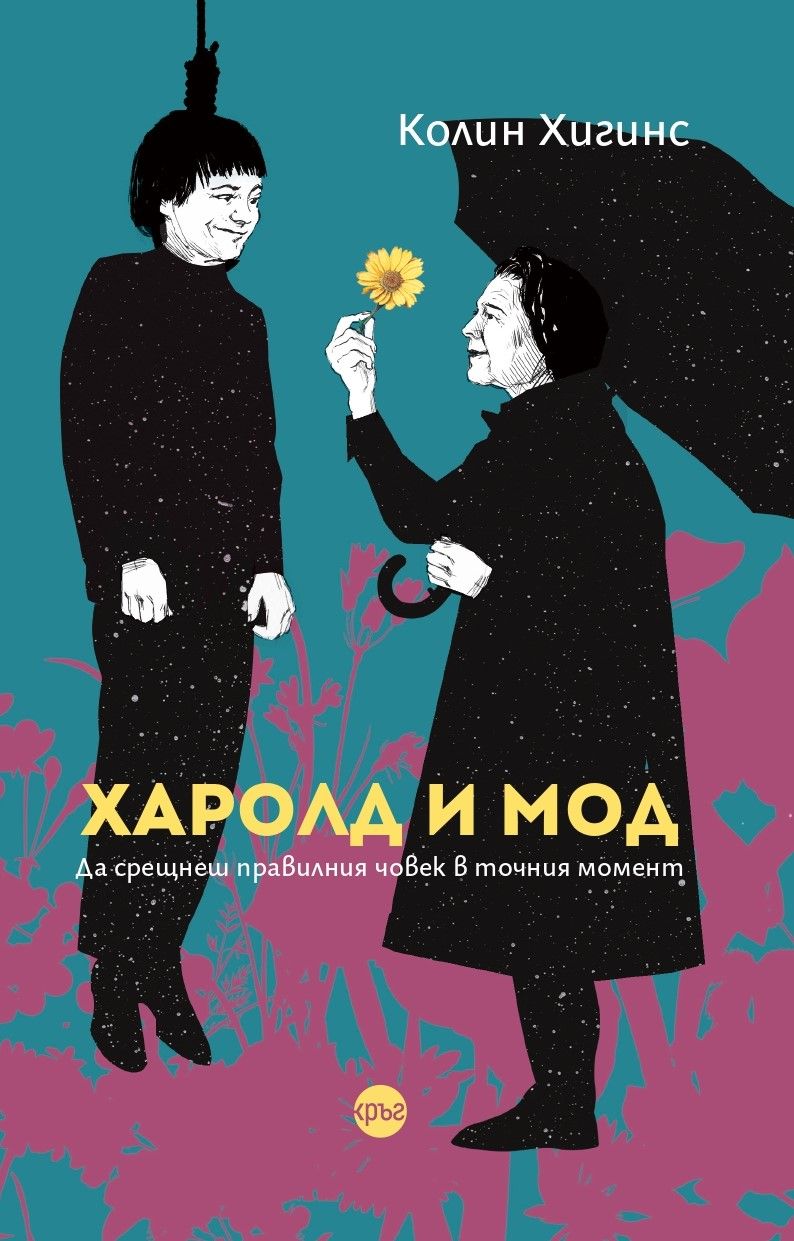 Колин Хигинс
ХАРОЛД И МОД
Да срещнеш правилния човек в точния момент
кръг